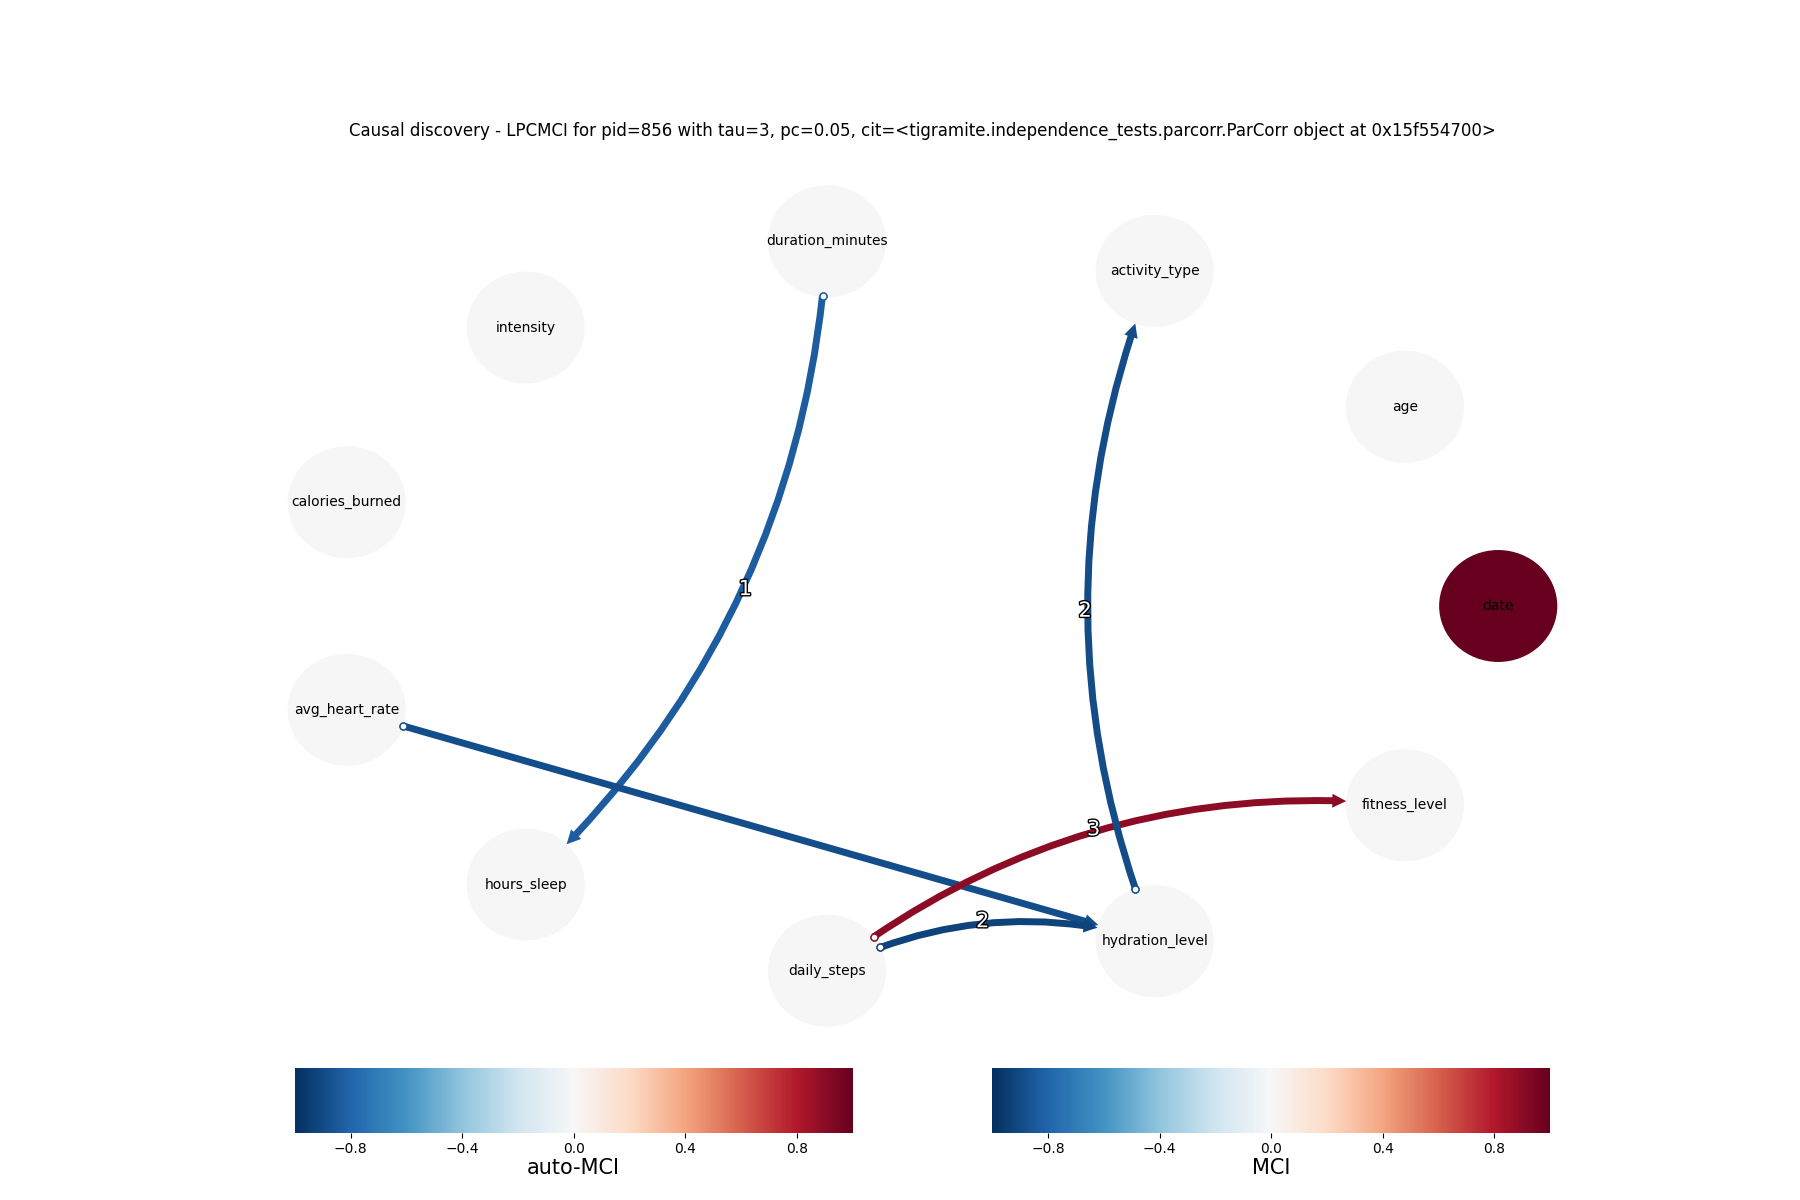 Causal discovery - LPCMCI for pid=856 with tau=3, pc=0.05, cit=<tigramite.independence_tests.parcorr.ParCorr object at 0x15f554700>
duration_minutes
activity_type
intensity
age
calories_burned
1
date
2
avg_heart_rate
fitness_level
3
hours_sleep
2
hydration_level
daily_steps
−0.8 −0.4 0.0 0.4 0.8
auto-MCI
−0.8 −0.4 0.0 0.4 0.8
MCI